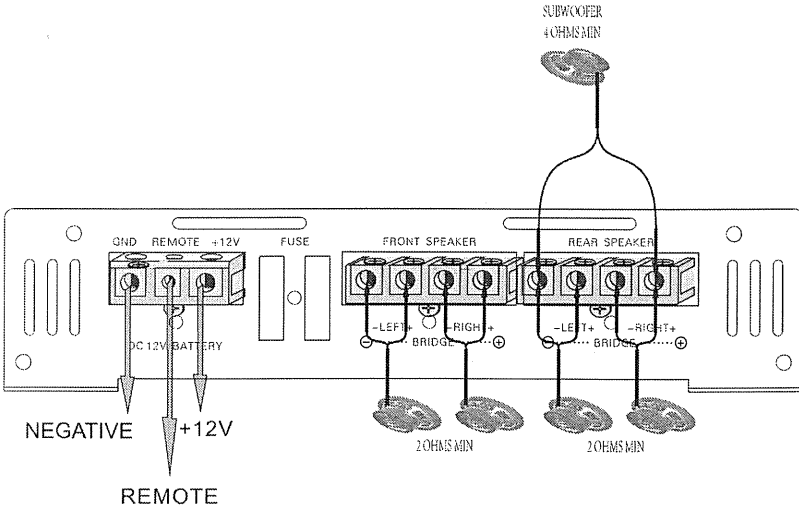 SUBWOOFER
4 OHMS MIN
GND REMOTE +12V
FUSE
FRONT SPEAKER
REAR SPEAKER
-LEFT+
-RIGHT+
-LEFT+
-RIGHT+
BRIDGE
BRIDGE
DC 12V BATTERY
NEGATIVE
+12V
REMOTE
2 OHMS MIN
2 OHMS MIN